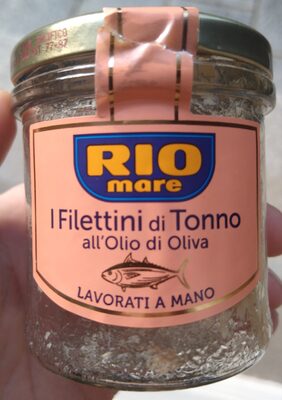 RIO
mare
I Filettini di Tonno
all'Olio di Oliva
LAVORATI A MANO